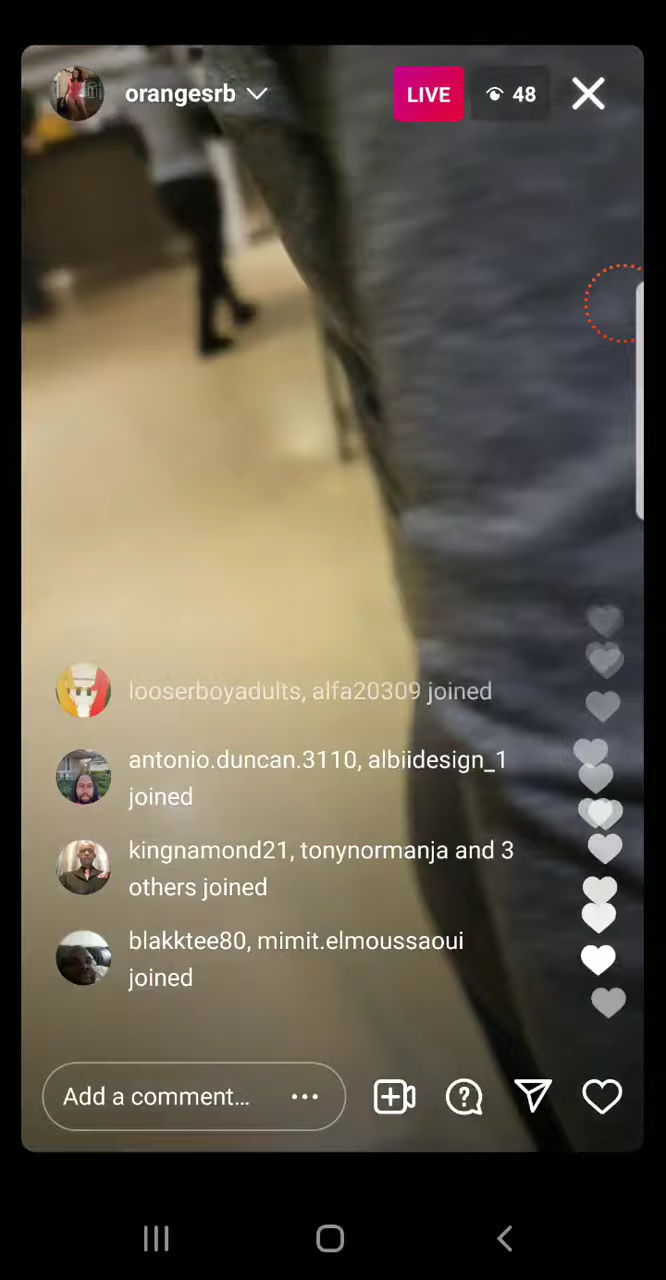 orangesrb
LIVE
48
looserboyadults, alfa20309 joined
antonio.duncan.3110, albiidesign_1
joined
kingnamond21, tonynormanja and 3
others joined
blakktee80, mimit.elmoussaoui
joined
Add a comment...